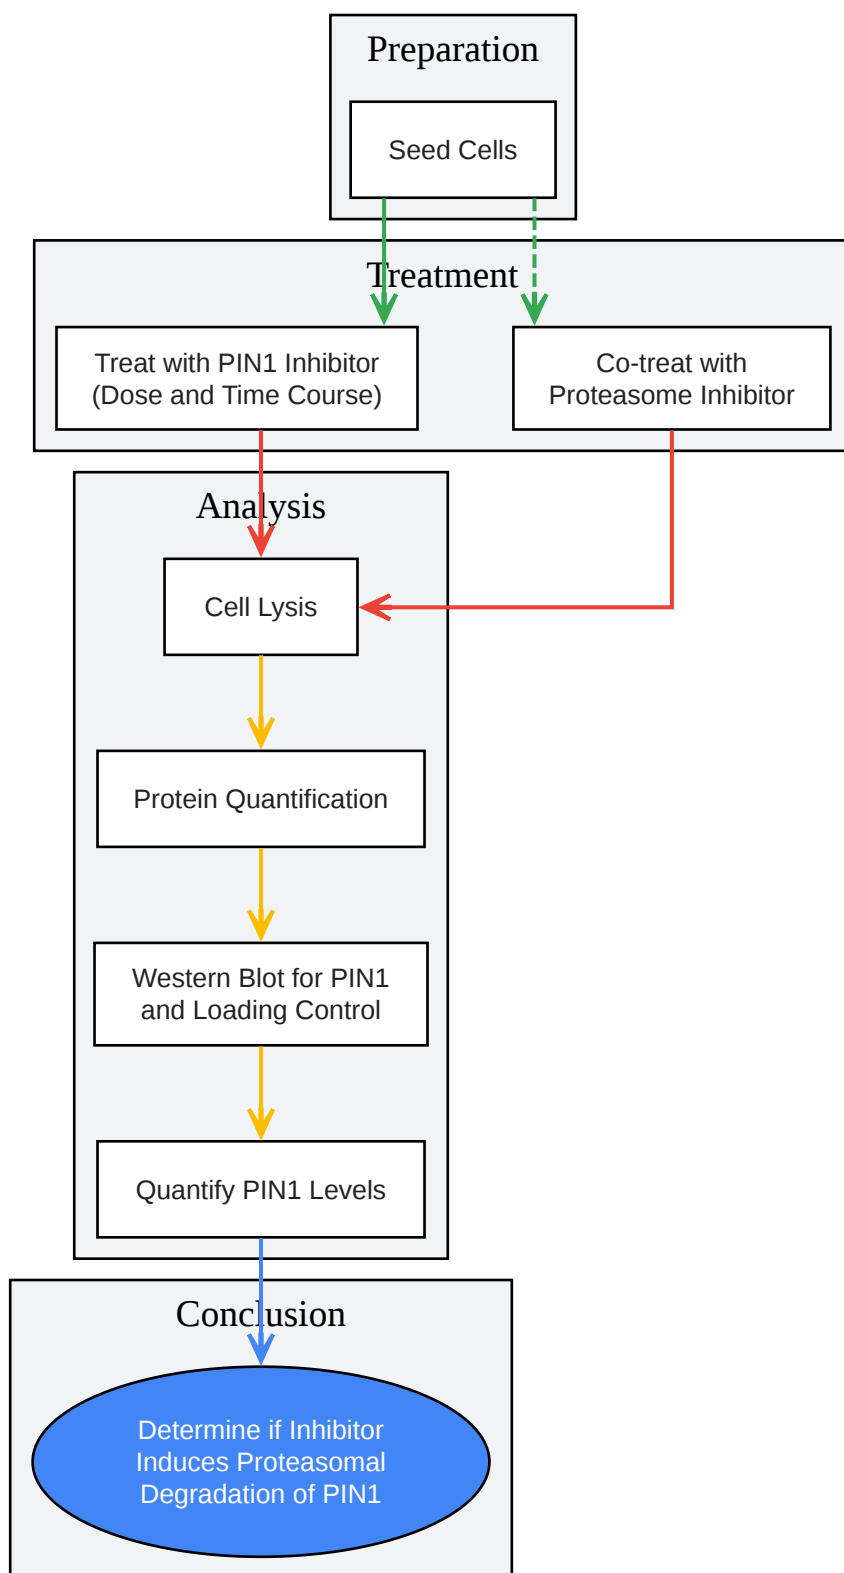 Preparation
Seed Cells
Treatment
Treat with PIN1 Inhibitor
(Dose and Time Course)
Co-treat with
Proteasome Inhibitor
Analysis
Cell Lysis
Protein Quantification
Western Blot for PIN1
and Loading Control
Quantify PIN1 Levels
Conclusion
Determine if Inhibitor
Induces Proteasomal
Degradation of PIN1